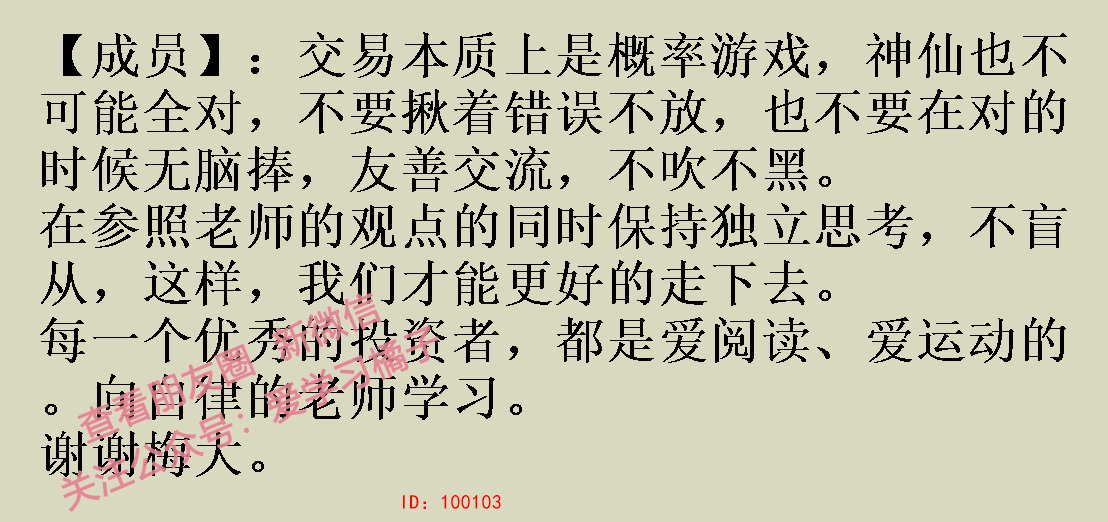 【成员】：交易本质上是概率游戏，神仙也不
可能全对，不要揪着错误不放，也不要在对的
时候无脑捧，友善交流，不吹不黑。
在参照老师的观点的同时保持独立思考，不盲
从，这样，我们才能更好的走下去。
每一个优秀的投资者，都是爱阅读、爱运动的
。向自律的老师学习。
谢谢梅大。
查看朋友圈 新微信
关注公众号：爱学习橘子
ID：100103